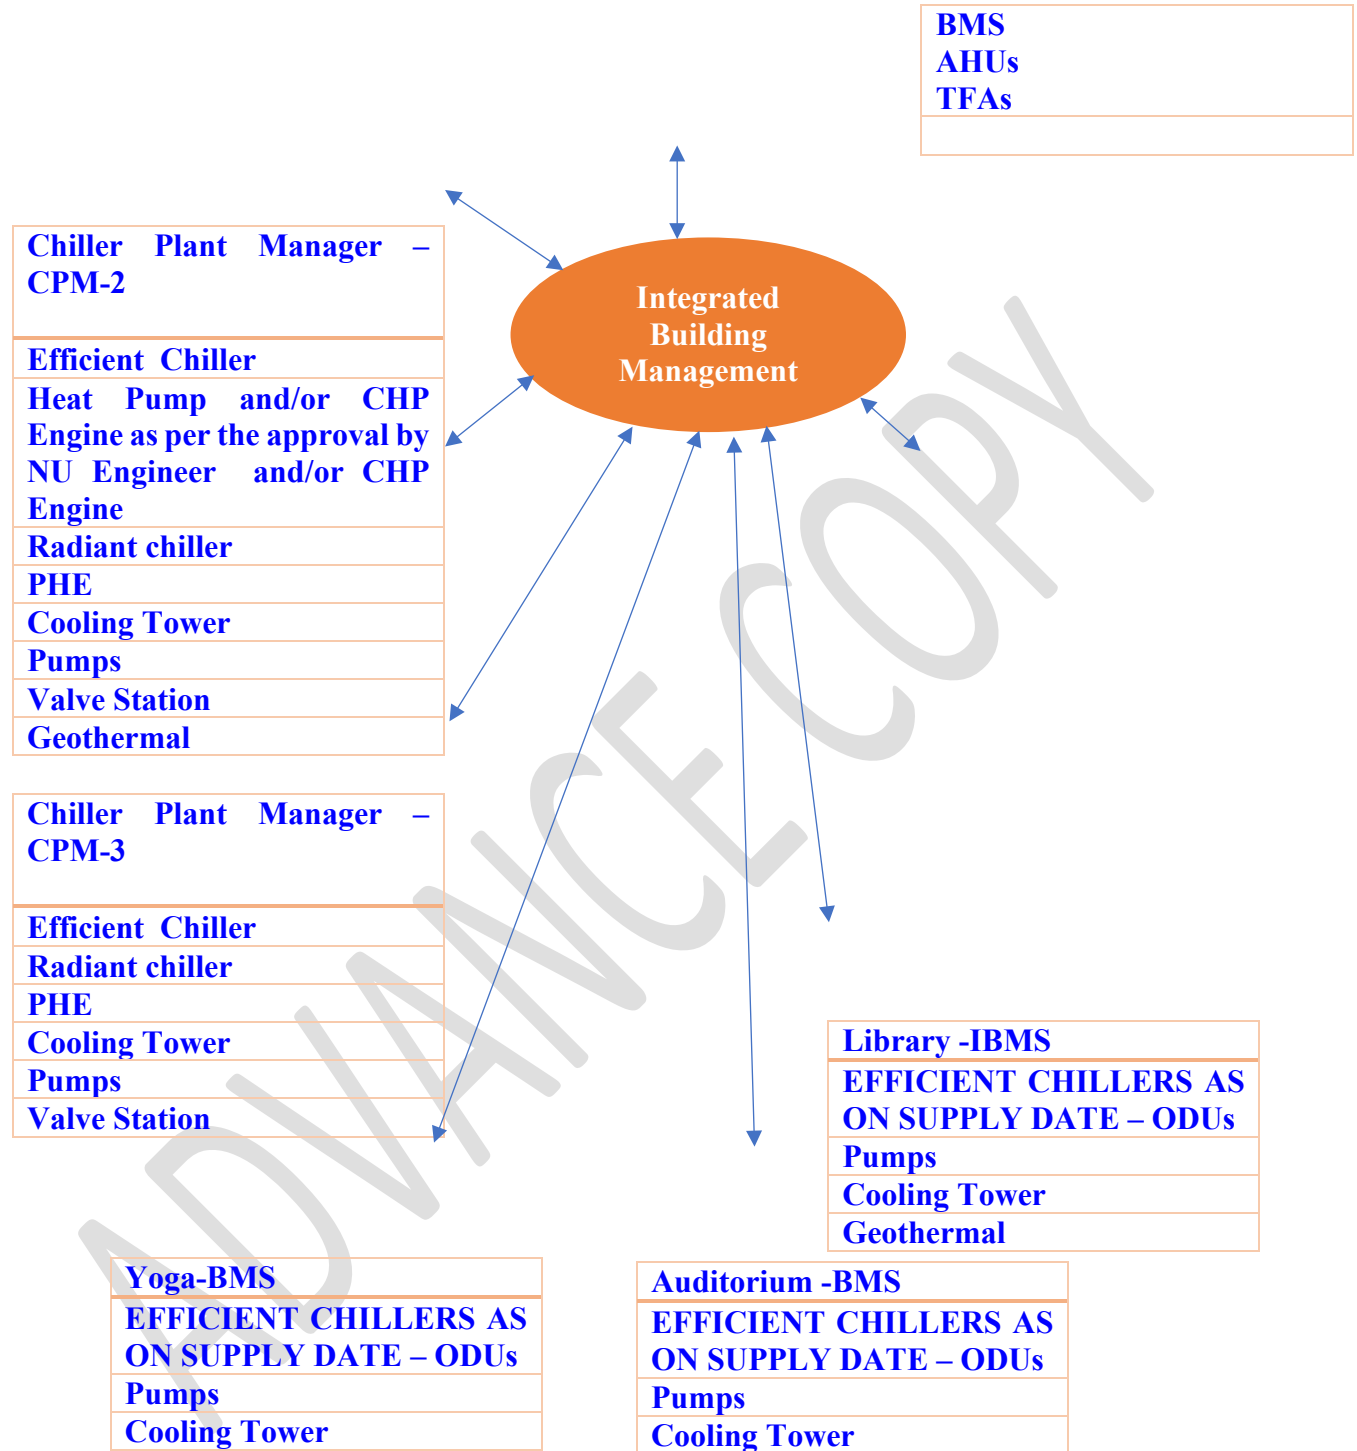 BMS
AHUs
TFAs
Integrated
Building
Management
Chiller Plant Manager –
CPM-2
Efficient Chiller
Heat Pump and/or CHP
Engine as per the approval by
NU Engineer and/or CHP
Engine
Radiant chiller
PHE
Cooling Tower
Pumps
Valve Station
Geothermal
Chiller Plant Manager –
CPM-3
Efficient Chiller
Radiant chiller
PHE
Cooling Tower
Pumps
Valve Station
Library -IBMS
EFFICIENT CHILLERS AS
ON SUPPLY DATE – ODUs
Pumps
Cooling Tower
Geothermal
Yoga-BMS
EFFICIENT CHILLERS AS
ON SUPPLY DATE – ODUs
Pumps
Cooling Tower
Auditorium -BMS
EFFICIENT CHILLERS AS
ON SUPPLY DATE – ODUs
Pumps
Cooling Tower
ADVANCE COPY